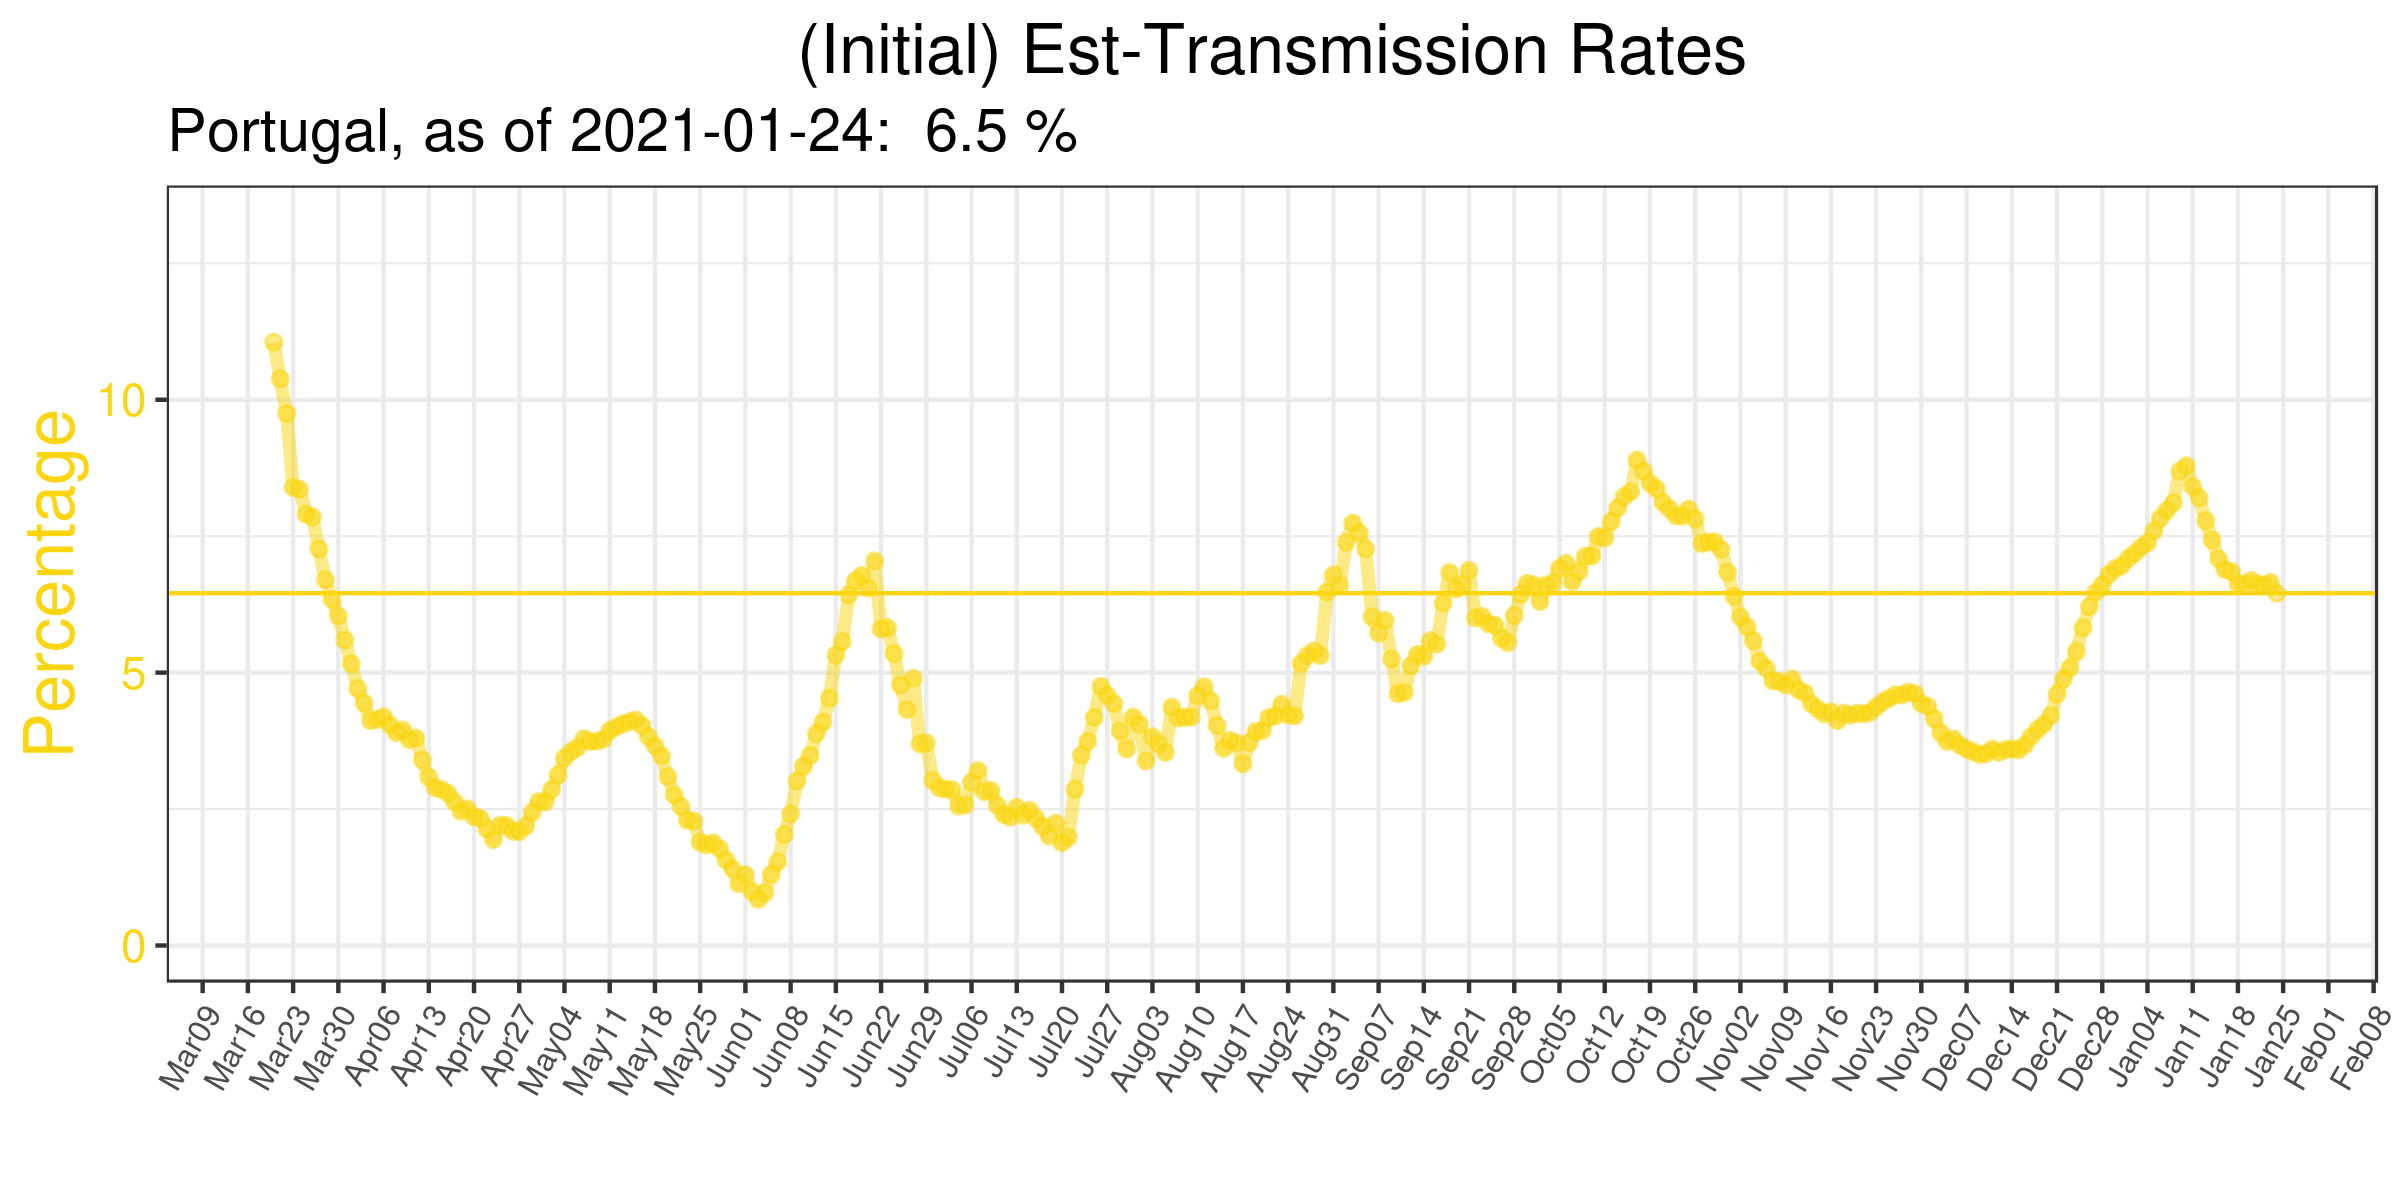 (Initial) Est-Transmission Rates
Portugal, as of 2021-01-24:  6.5 %
Percentage
10
5
0
Mar09 Mar16 Mar23 Mar30 Apr06 Apr13 Apr20 Apr27 May04 May11 May18 May25 Jun01 Jun08 Jun15 Jun22 Jun29 Jul06 Jul13 Jul20 Jul27 Aug03 Aug10 Aug17 Aug24 Aug31 Sep07 Sep14 Sep21 Sep28 Oct05 Oct12 Oct19 Oct26 Nov02 Nov09 Nov16 Nov23 Nov30 Dec07 Dec14 Dec21 Dec28 Jan04 Jan11 Jan18 Jan25 Feb01 Feb08